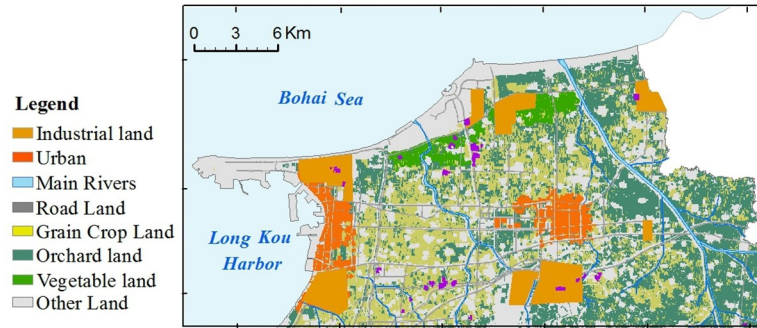 0 3 6 Km
Bohai Sea
Legend
Industrial land
Urban
Main Rivers
Road Land
Grain Crop Land
Orchard land
Vegetable land
Other Land
Long Kou
Harbor